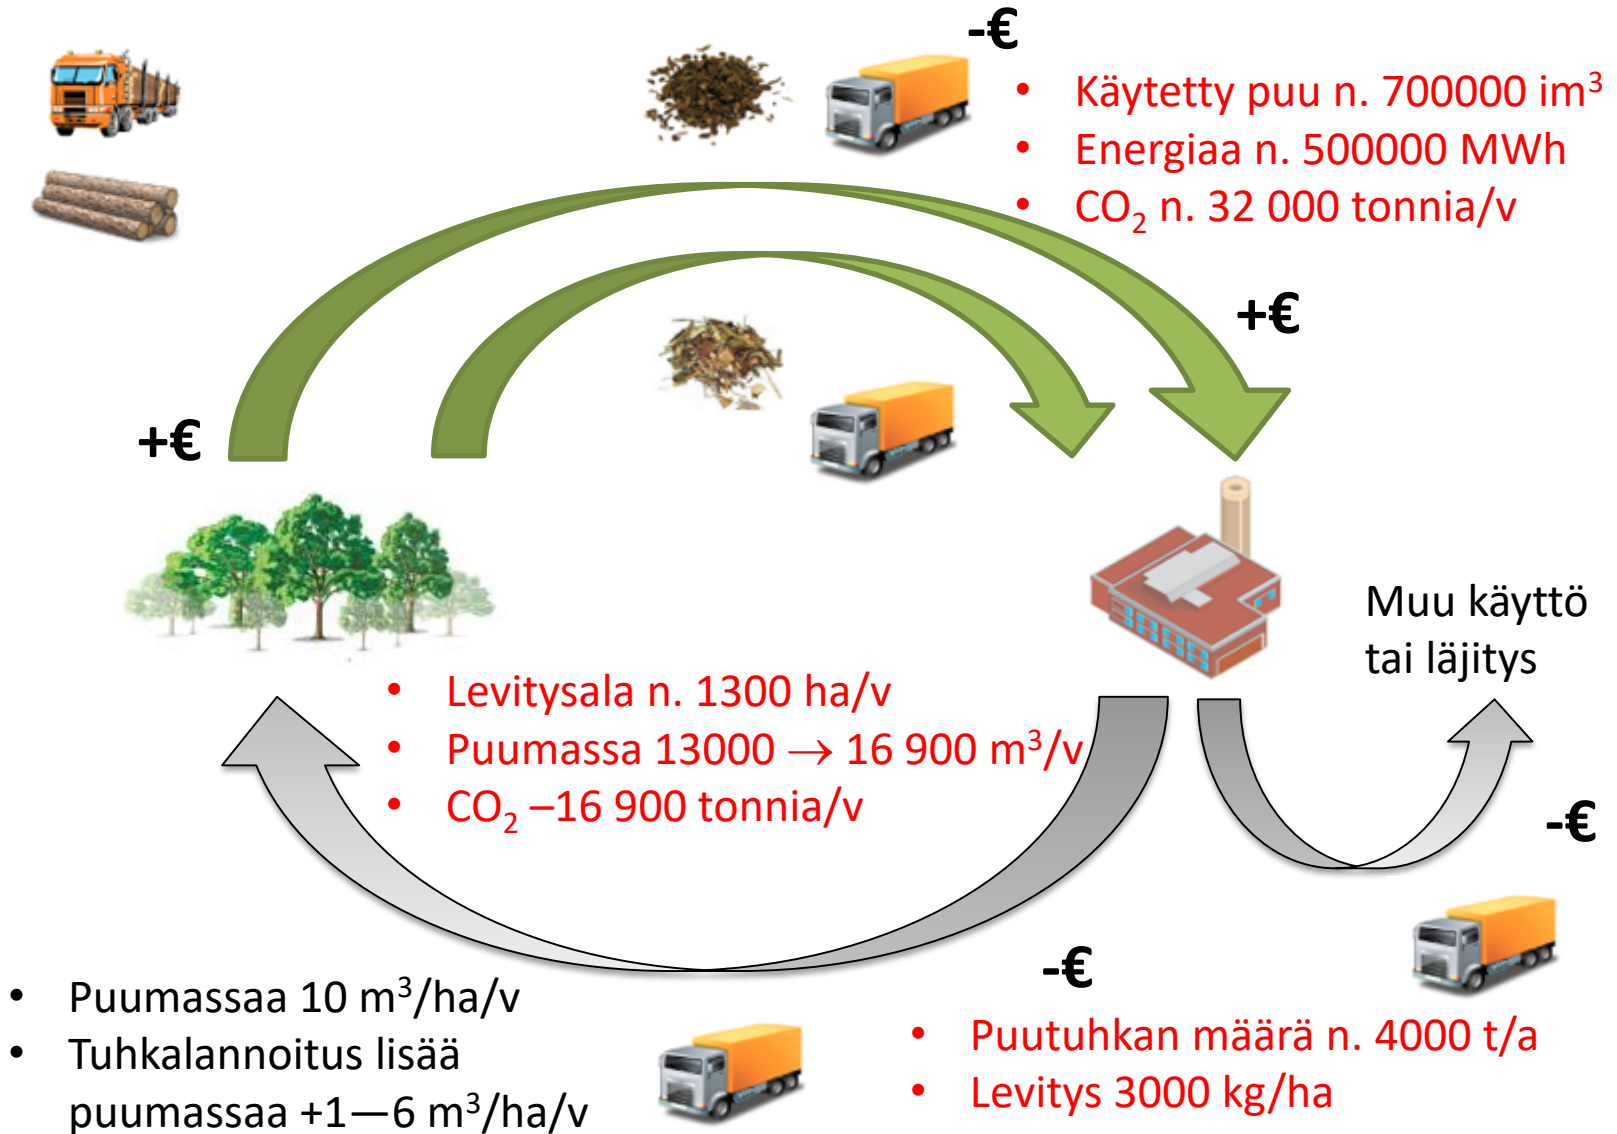 -€
• Käytetty puu n. 700000 im³
• Energiaa n. 500000 MWh
• CO₂ n. 32 000 tonnia/v
+€
+€
Muu käyttö
tai läjitys
• Levitysala n. 1300 ha/v
• Puumassa 13000 → 16 900 m³/v
• CO₂ –16 900 tonnia/v
-€
-€
• Puumassaa 10 m³/ha/v
• Tuhkalannoitus lisää
puumassaa +1—6 m³/ha/v
• Puutuhkan määrä n. 4000 t/a
• Levitys 3000 kg/ha